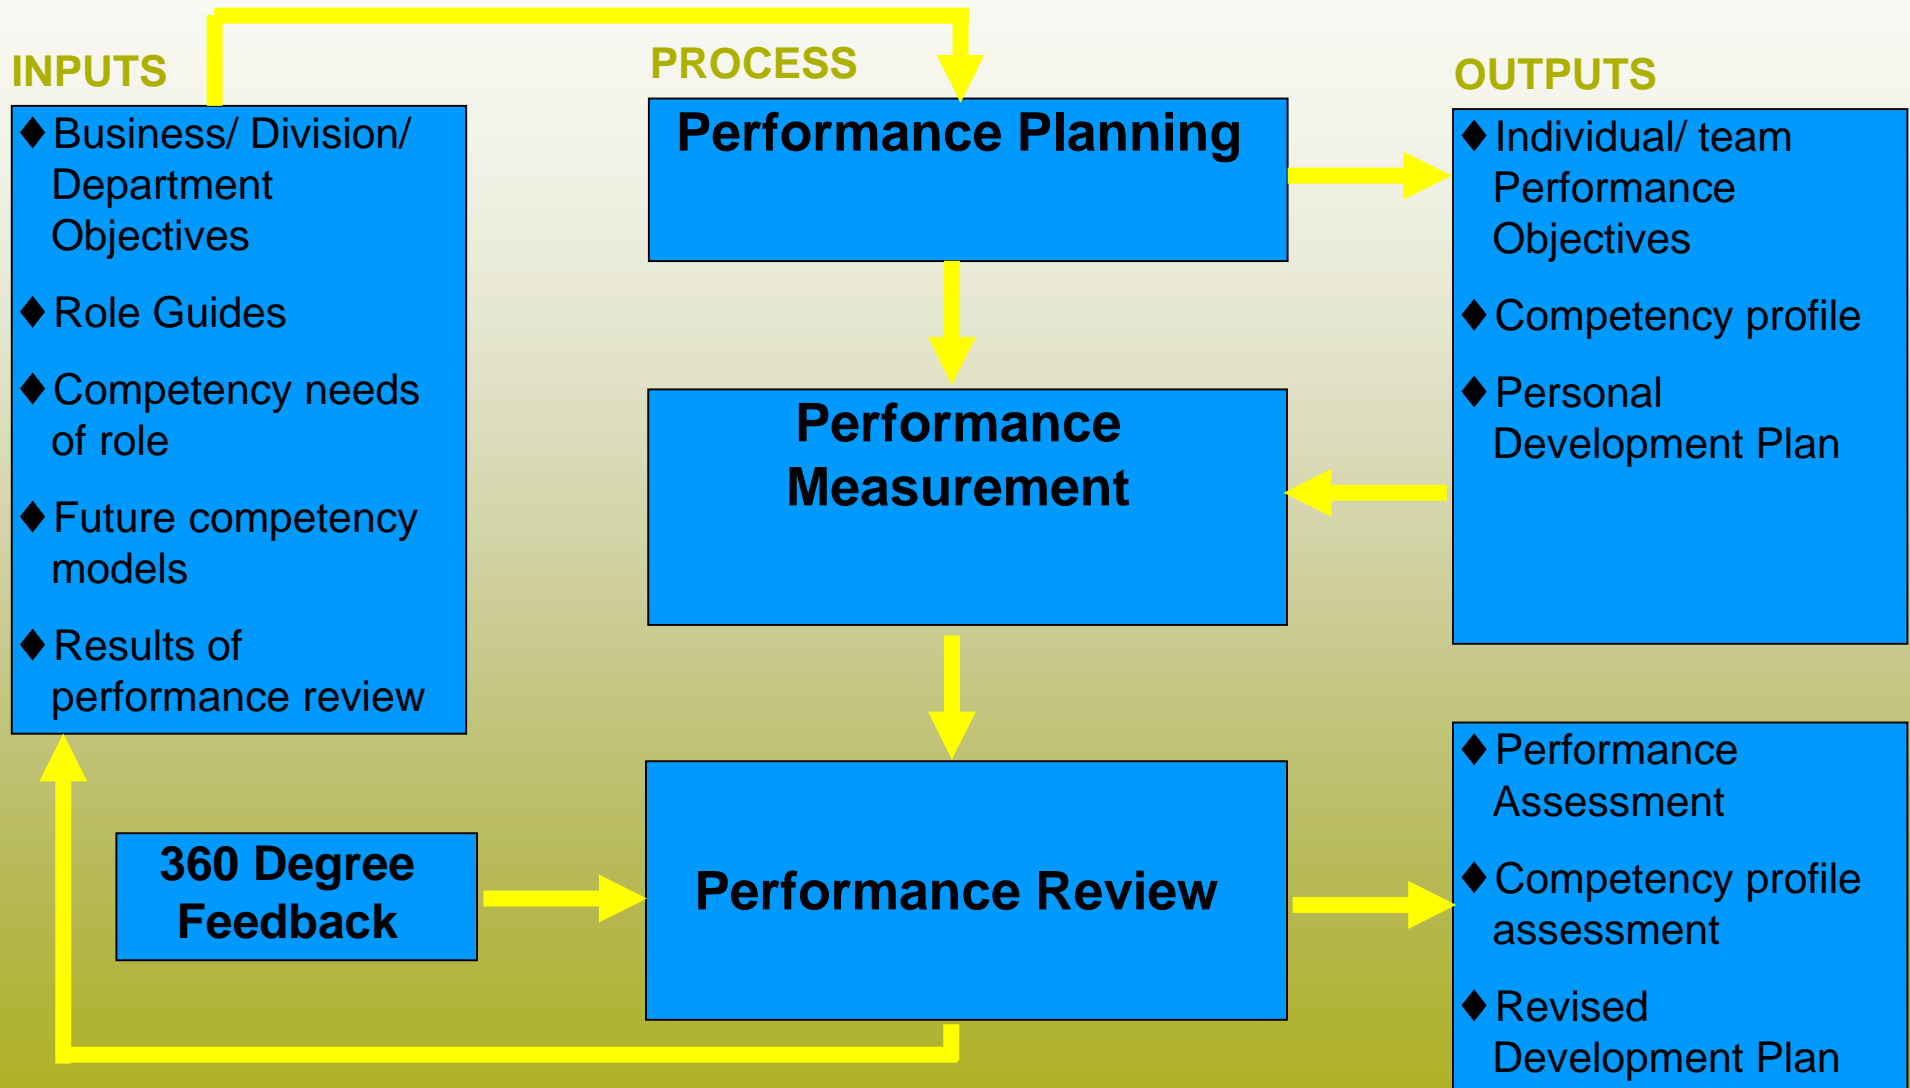 INPUTS
♦ Business/ Division/
Department
Objectives
♦ Role Guides
♦ Competency needs
of role
♦ Future competency
models
♦ Results of
performance review
360 Degree
Feedback
PROCESS
Performance Planning
Performance
Measurement
Performance Review
OUTPUTS
♦ Individual/ team
Performance
Objectives
♦ Competency profile
♦ Personal
Development Plan
♦ Performance
Assessment
♦ Competency profile
assessment
♦ Revised
Development Plan